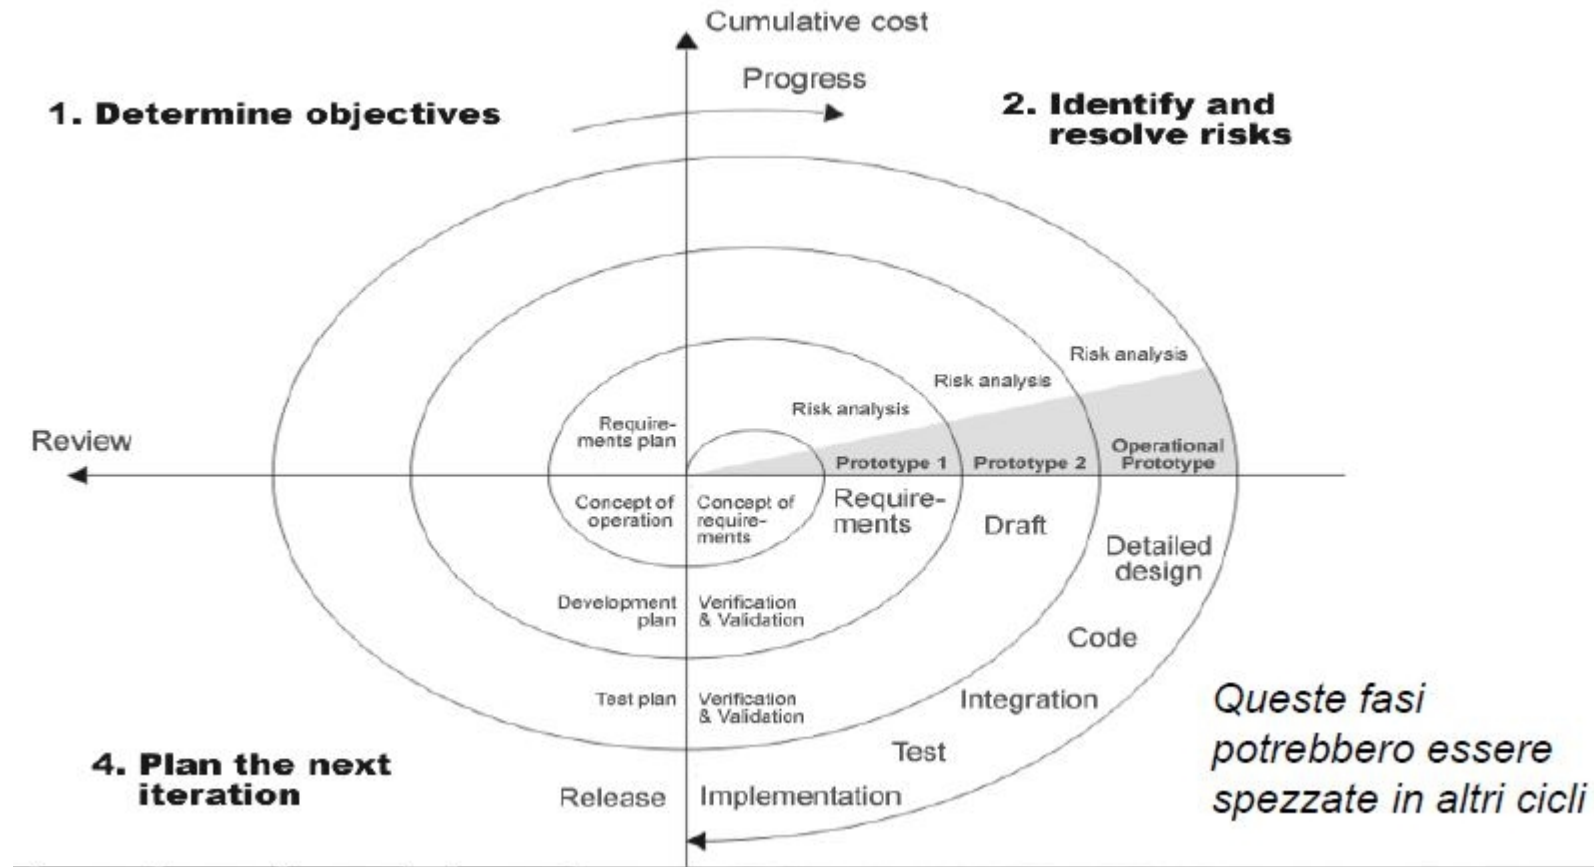 Cumulative cost
Progress
1. Determine objectives
2. Identify and
resolve risks
Risk analysis
Risk analysis
Risk analysis
Require-
ments plan
Review
Operational
Prototype
Prototype 1
Prototype 2
Concept of
operation
Concept of
require-
ments
Require-
ments
Draft
Detailed
design
Development
plan
Verification
& Validation
Code
Test plan
Verification
& Validation
Integration
Queste fasi
potrebbero essere
spezzate in altri cicli
Test
4. Plan the next
iteration
Release
Implementation